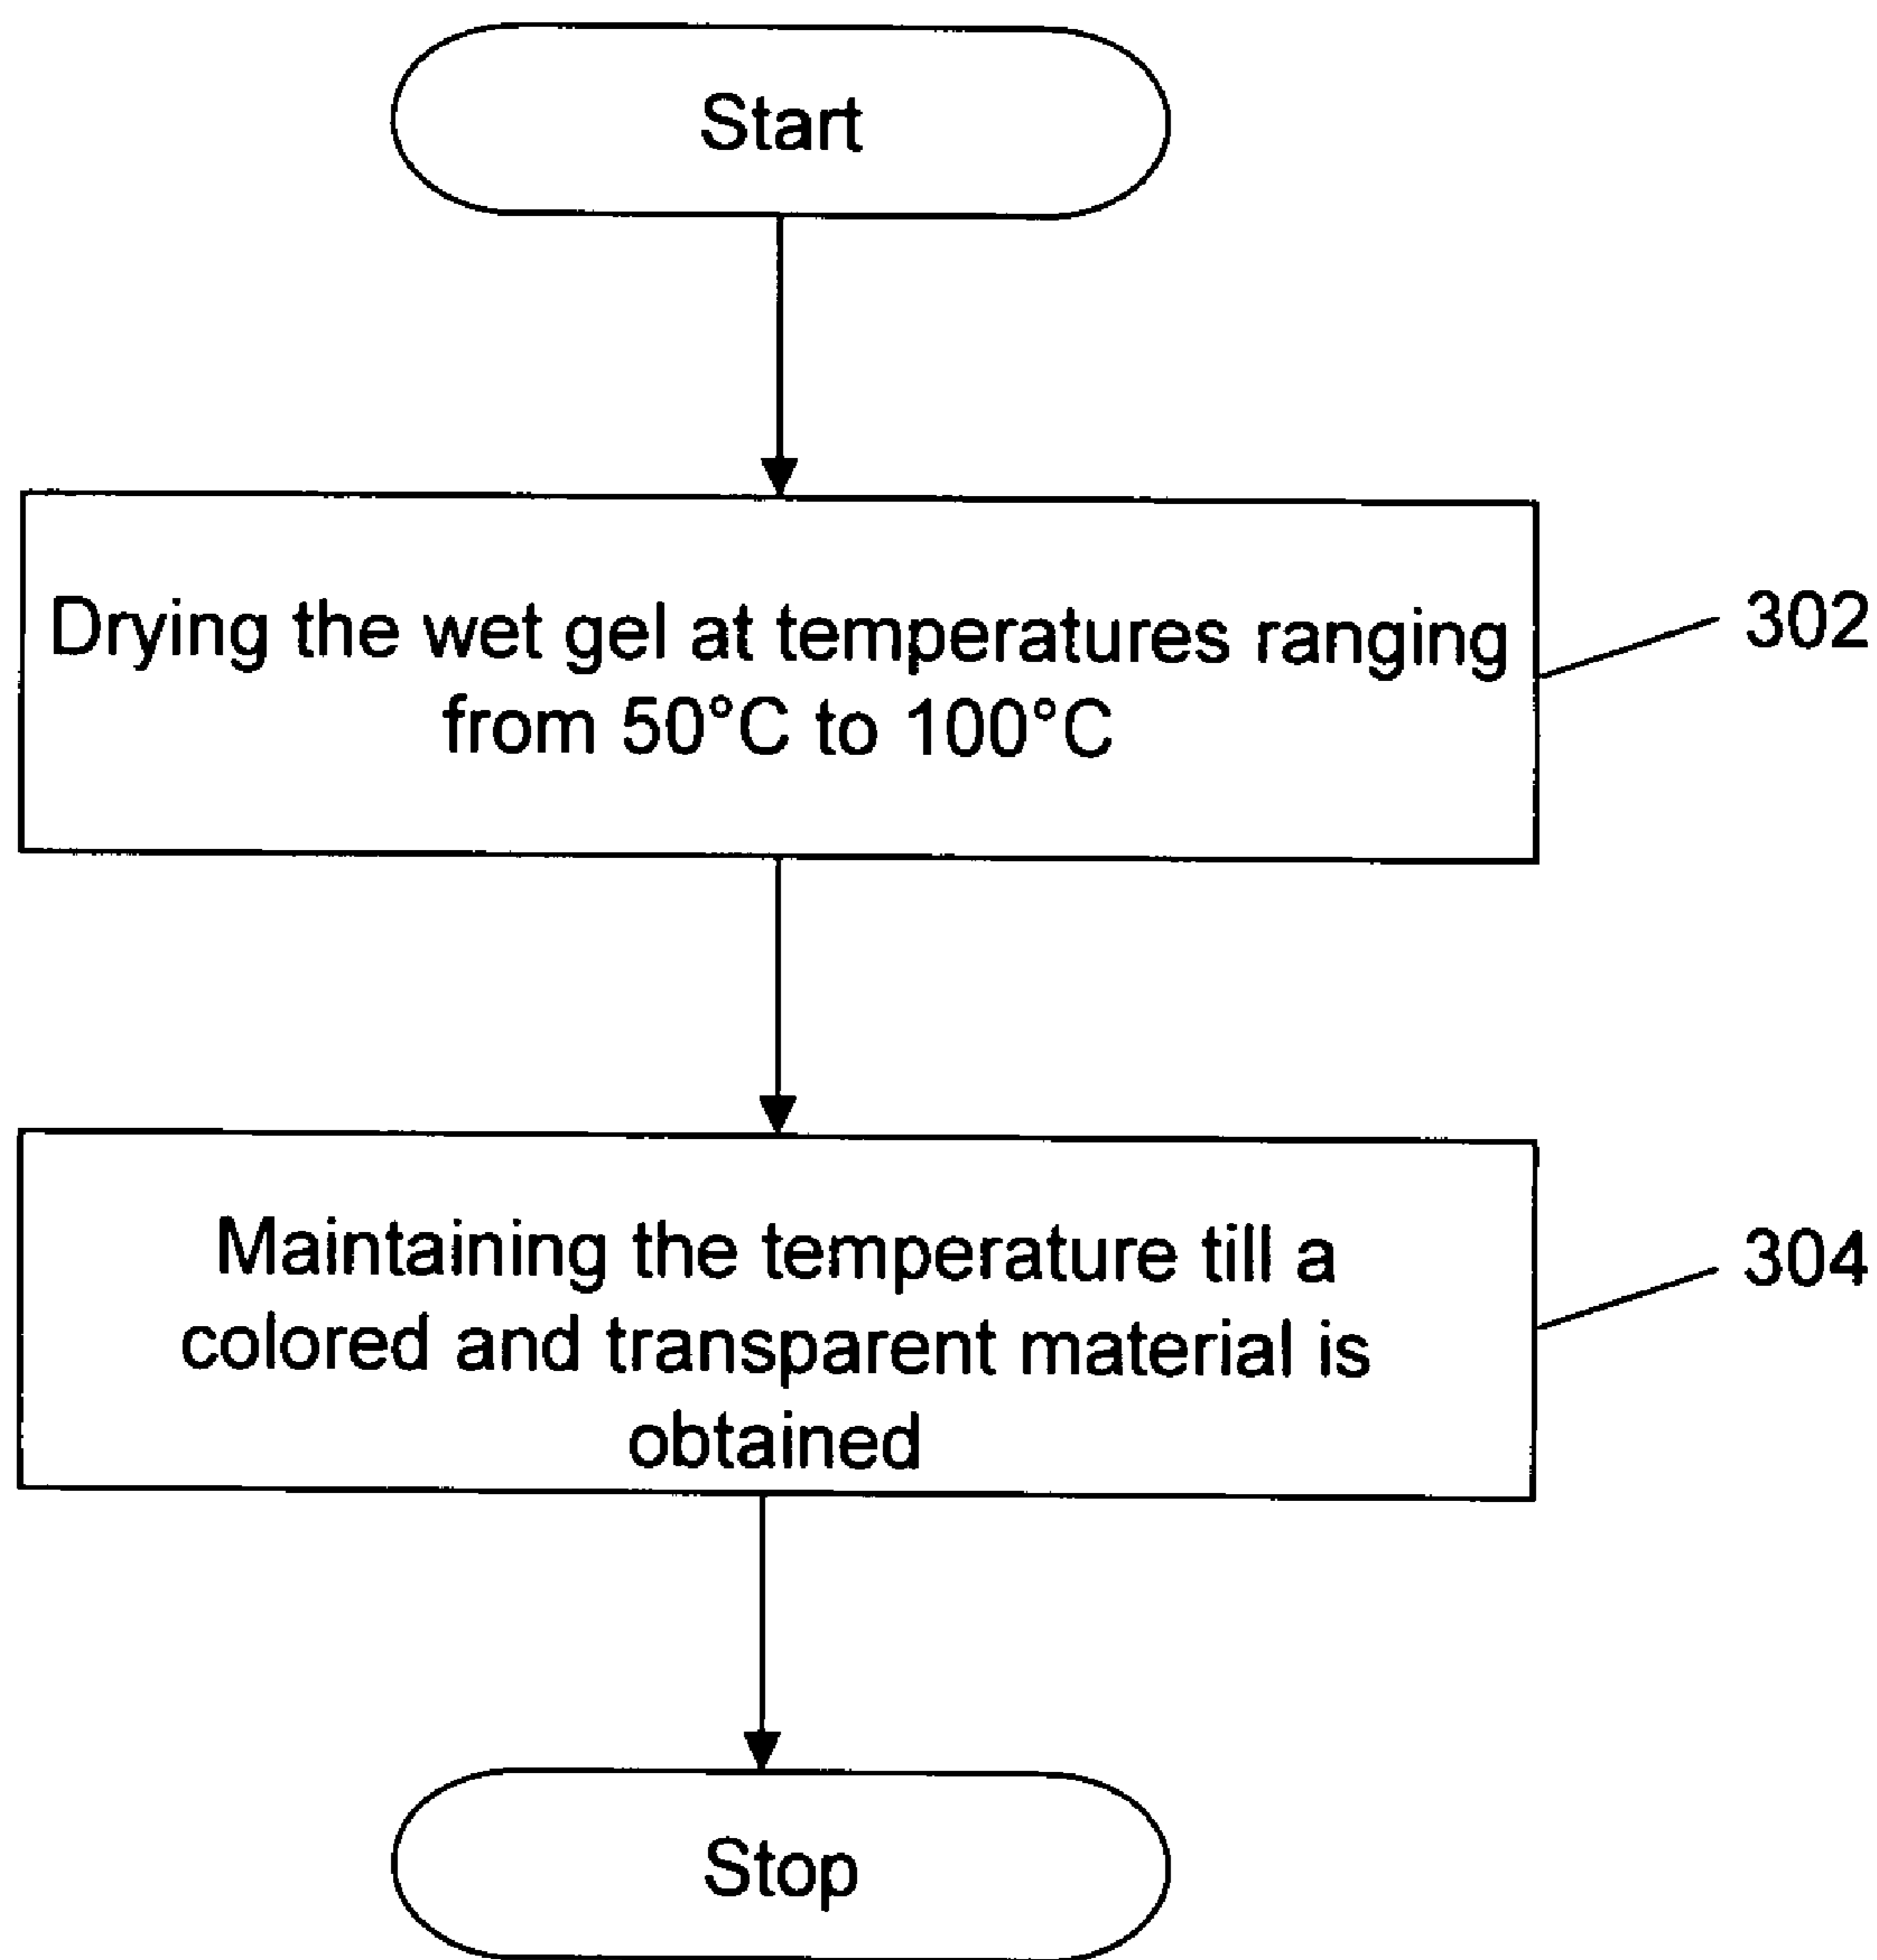 Start
Drying the wet gel at temperatures ranging
from 50°C to 100°C
302
Maintaining the temperature till a
colored and transparent material is
obtained
304
Stop